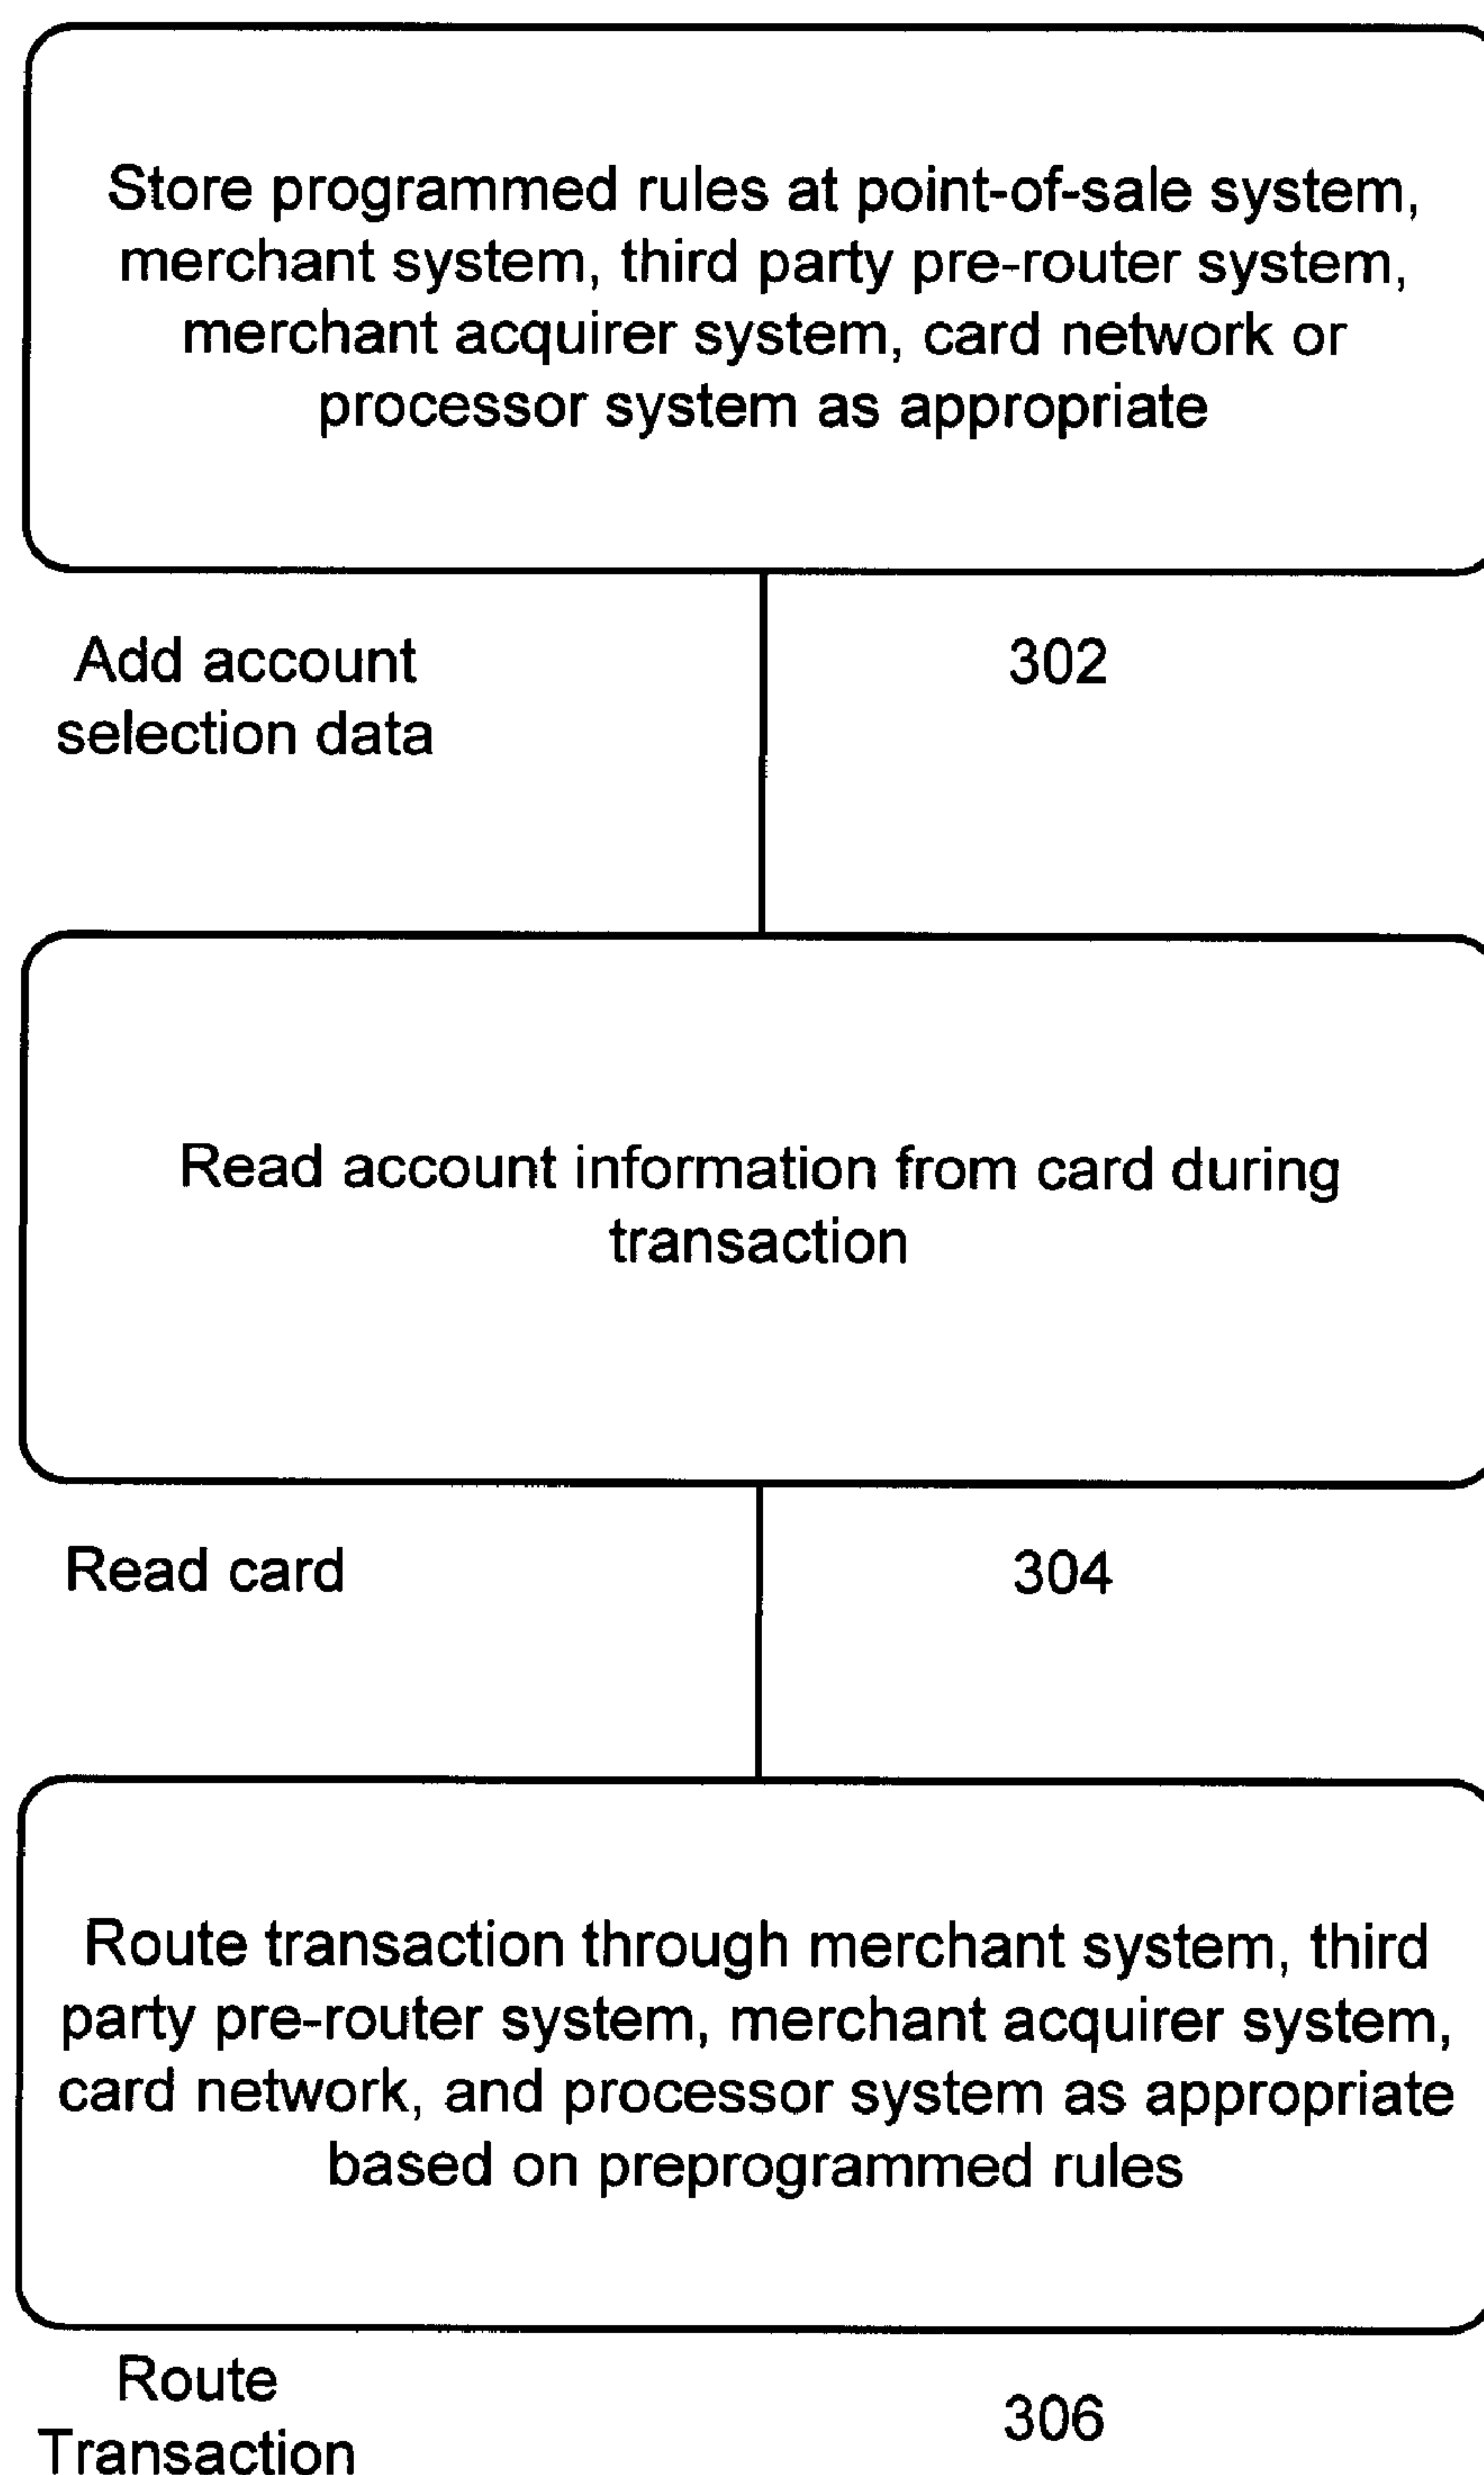 Store programmed rules at point-of-sale system,
merchant system, third party pre-router system,
merchant acquirer system, card network or
processor system as appropriate
Add account
selection data
302
Read account information from card during
transaction
Read card
304
Route transaction through merchant system, third
party pre-router system, merchant acquirer system,
card network, and processor system as appropriate
based on preprogrammed rules
Route
Transaction
306